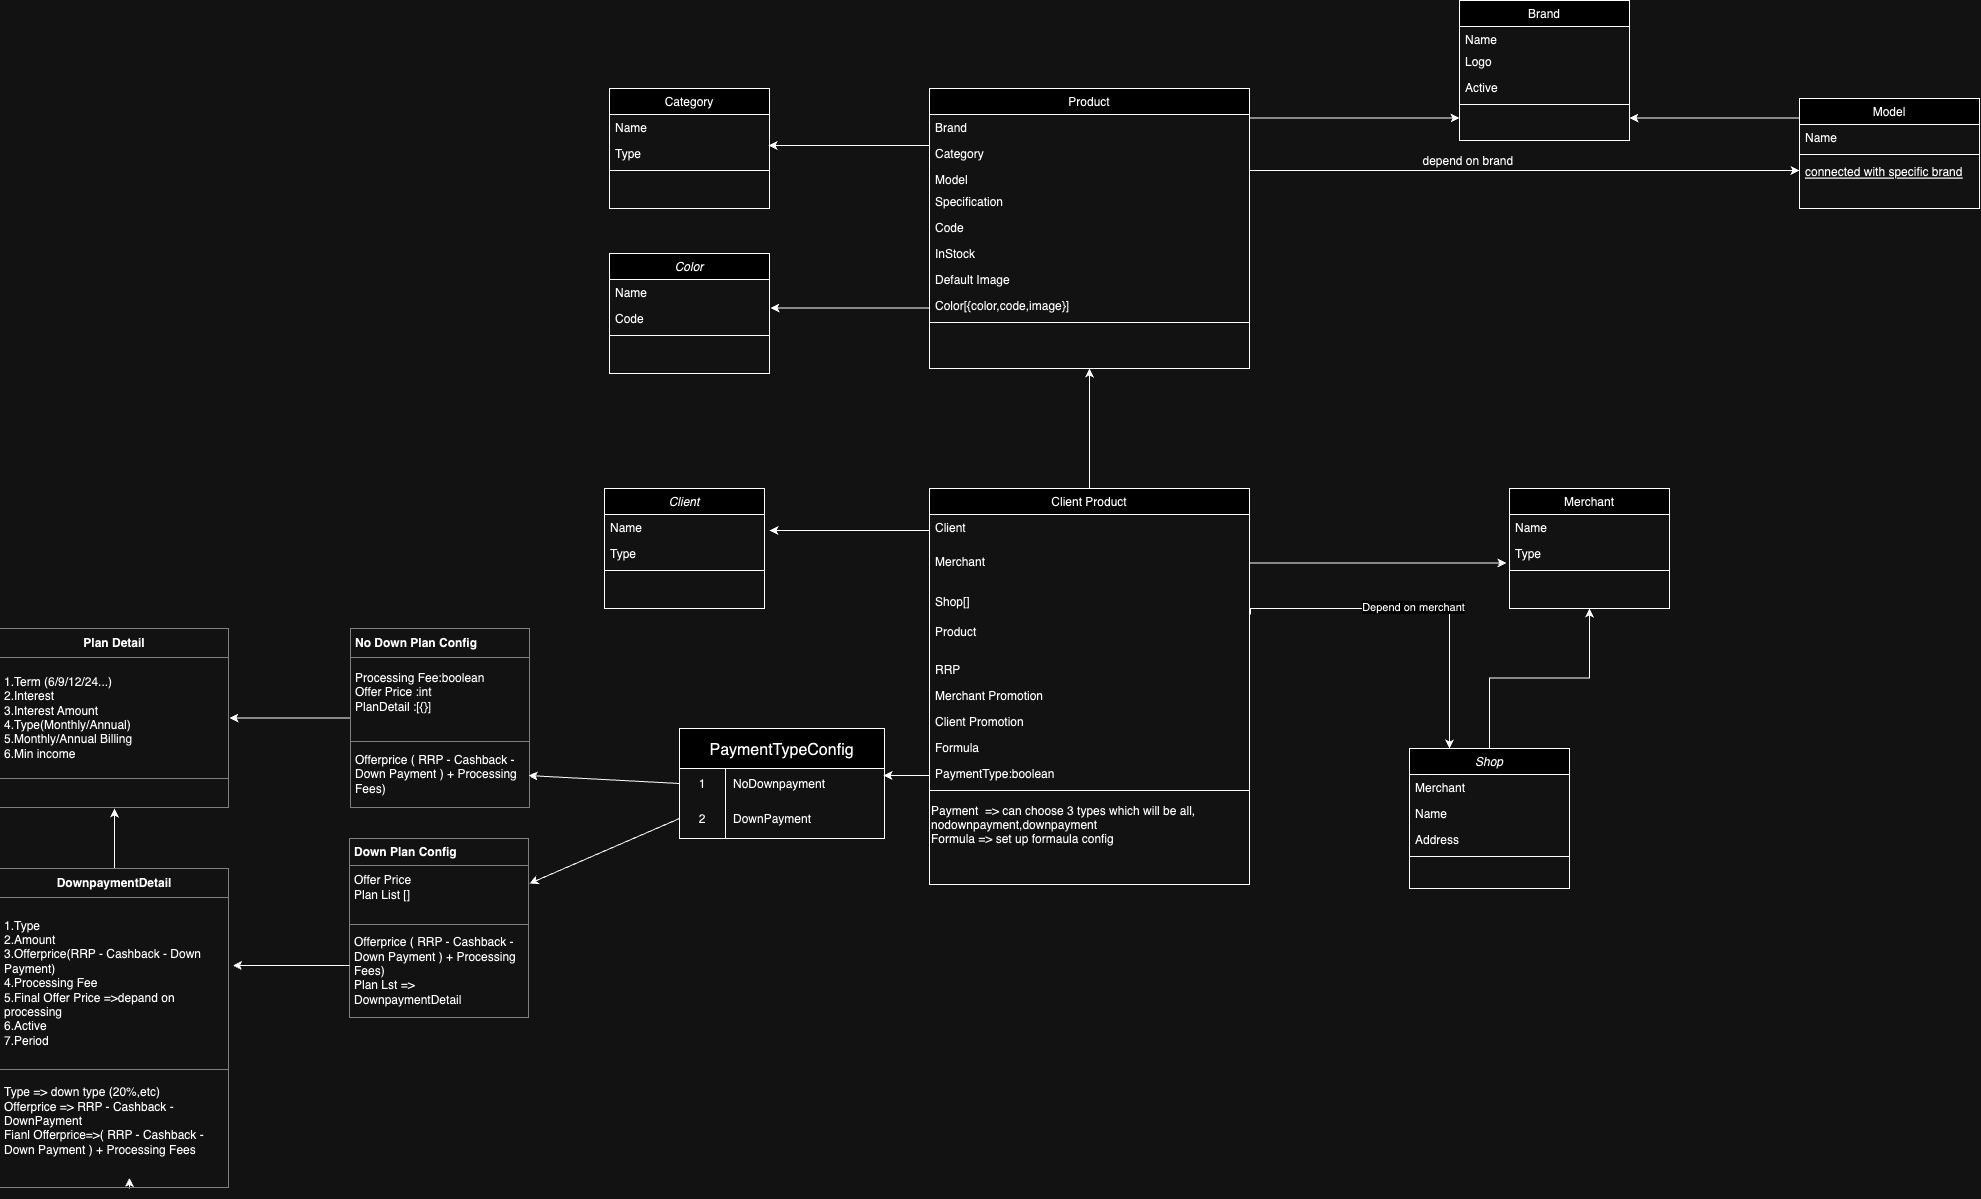 Brand
Name
Logo
Active
Category
Name
Type
Product
Brand
Category
Model
Specification
Code
InStock
Default Image
Color[{color,code,image}]
depend on brand
Model
Name
connected with specific brand
Color
Name
Code
Client
Name
Type
Client Product
Client
Merchant
Shop[]
Product
RRP
Merchant Promotion
Client Promotion
Formula
PaymentType:boolean
Payment => can choose 3 types which will be all,
nodownpayment,downpayment
Formula => set up formaula config
Merchant
Name
Type
Depend on merchant
Shop
Merchant
Name
Address
PaymentTypeConfig
1 NoDownpayment
2 DownPayment
No Down Plan Config
Processing Fee:boolean
Offer Price :int
PlanDetail :[{}]
Offerprice ( RRP - Cashback -
Down Payment ) + Processing
Fees)
Plan Detail
1.Term (6/9/12/24...)
2.Interest
3.Interest Amount
4.Type(Monthly/Annual)
5.Monthly/Annual Billing
6.Min income
Down Plan Config
Offer Price
Plan List []
Offerprice ( RRP - Cashback -
Down Payment ) + Processing
Fees)
Plan Lst =>
DownpaymentDetail
DownpaymentDetail
1.Type
2.Amount
3.Offerprice(RRP - Cashback - Down
Payment)
4.Processing Fee
5.Final Offer Price =>depand on
processing
6.Active
7.Period
Type => down type (20%,etc)
Offerprice => RRP - Cashback -
DownPayment
Fianl Offerprice=>( RRP - Cashback -
Down Payment ) + Processing Fees